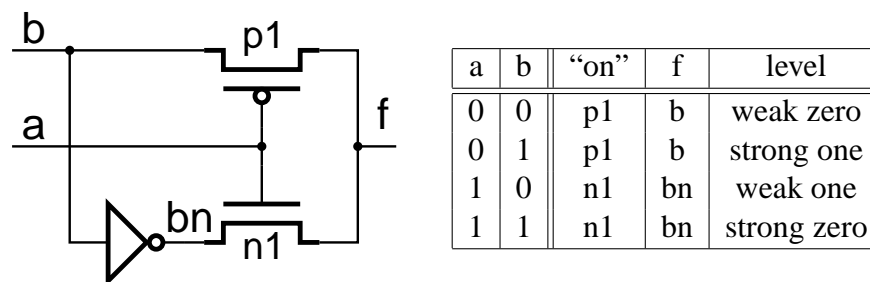 b
p1
a
f
bn
n1
a b “on” f level
0 0 p1 b weak zero
0 1 p1 b strong one
1 0 n1 bn weak one
1 1 n1 bn strong zero